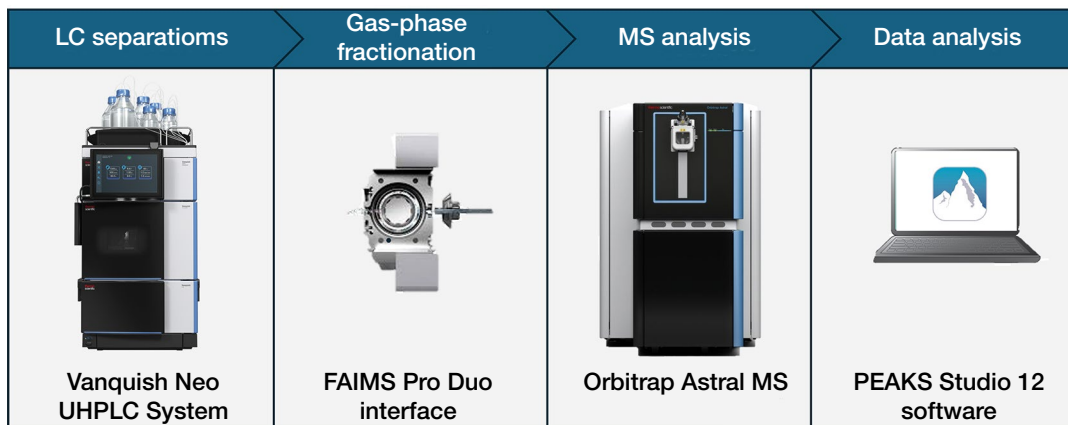 LC separatioms
Gas-phase
fractionation
MS analysis
Data analysis
Vanquish Neo
UHPLC System
FAIMS Pro Duo
interface
Orbitrap Astral MS
PEAKS Studio 12
software